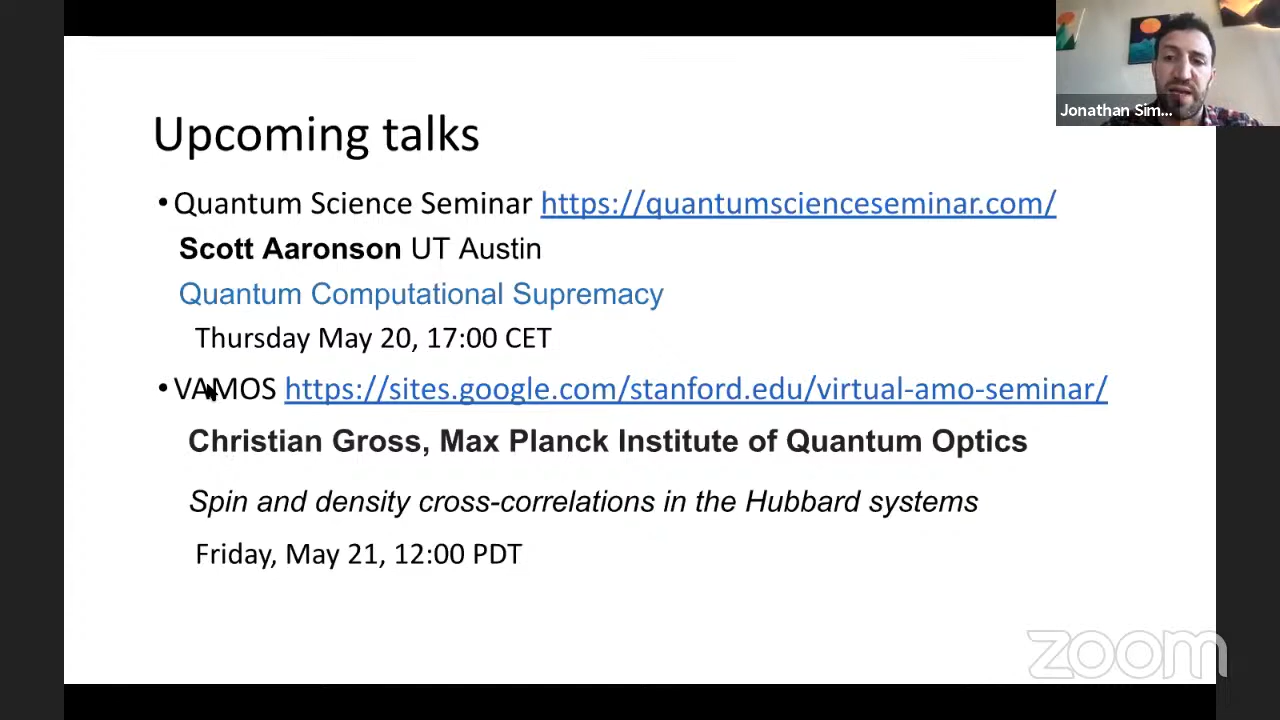 Jonathan Sim...
Upcoming talks
•Quantum Science Seminar https://quantumscienceseminar.com/
Scott Aaronson UT Austin
Quantum Computational Supremacy
Thursday May 20, 17:00 CET
•VAMOS https://sites.google.com/stanford.edu/virtual-amo-seminar/
Christian Gross, Max Planck Institute of Quantum Optics
Spin and density cross-correlations in the Hubbard systems
Friday, May 21, 12:00 PDT
zoom